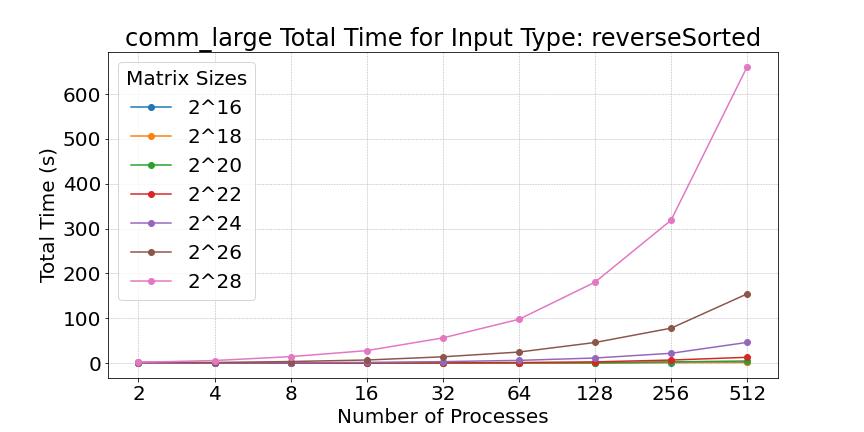 comm_large Total Time for Input Type: reverseSorted
Total Time (s)
600
500
400
300
200
100
0
Matrix Sizes
2^16
2^18
2^20
2^22
2^24
2^26
2^28
2 4 8 16 32 64 128 256 512
Number of Processes